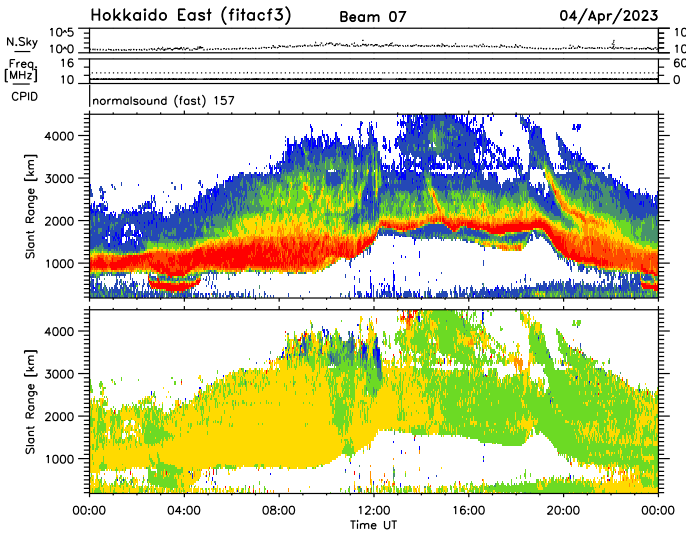 Hokkaido East (fitacf3) Beam 07 04/Apr/2023
10^5 10^
N.Sky
10^0 10^
Freq. 16 60
[MHz] 10 0
CPID normalsound (fast) 157
4000
3000
2000
1000
Slant Range [km]
4000
3000
2000
1000
Slant Range [km]
00:00 04:00 08:00 12:00 16:00 20:00 00:00
Time UT